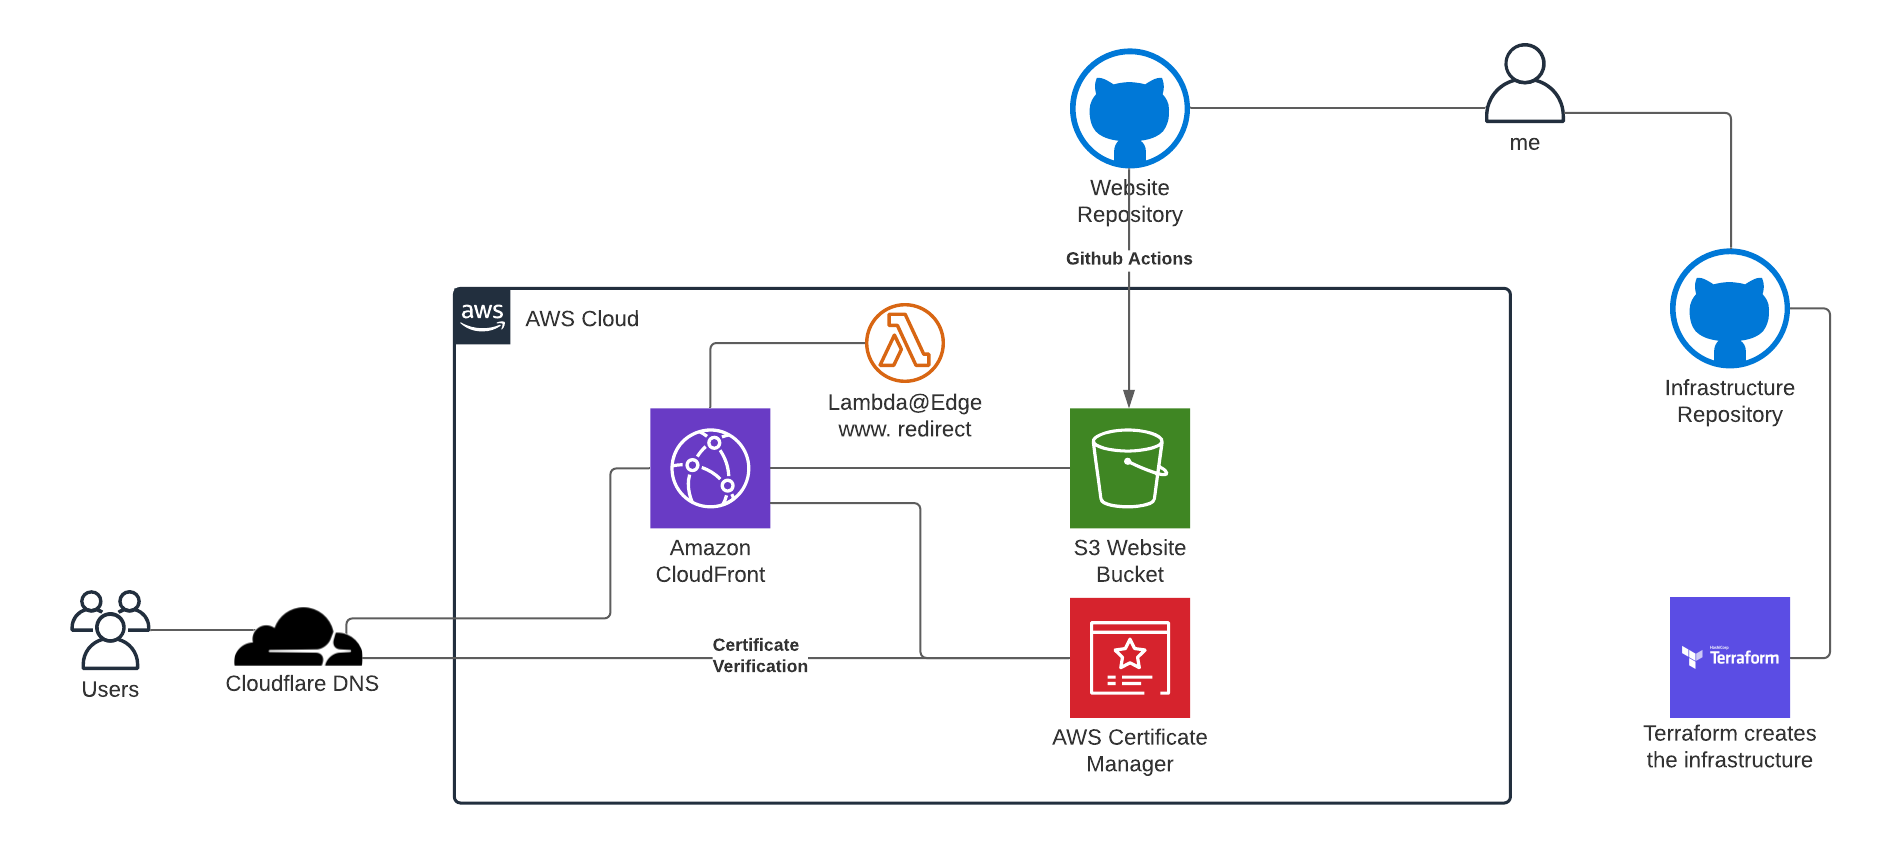 me
Website
Repository
Github Actions
aws
AWS Cloud
Lambda@Edge
www. redirect
Infrastructure
Repository
Amazon
CloudFront
S3 Website
Bucket
Users
Cloudflare DNS
Certificate
Verification
AWS Certificate
Manager
HashiCorp
Terraform
Terraform creates
the infrastructure